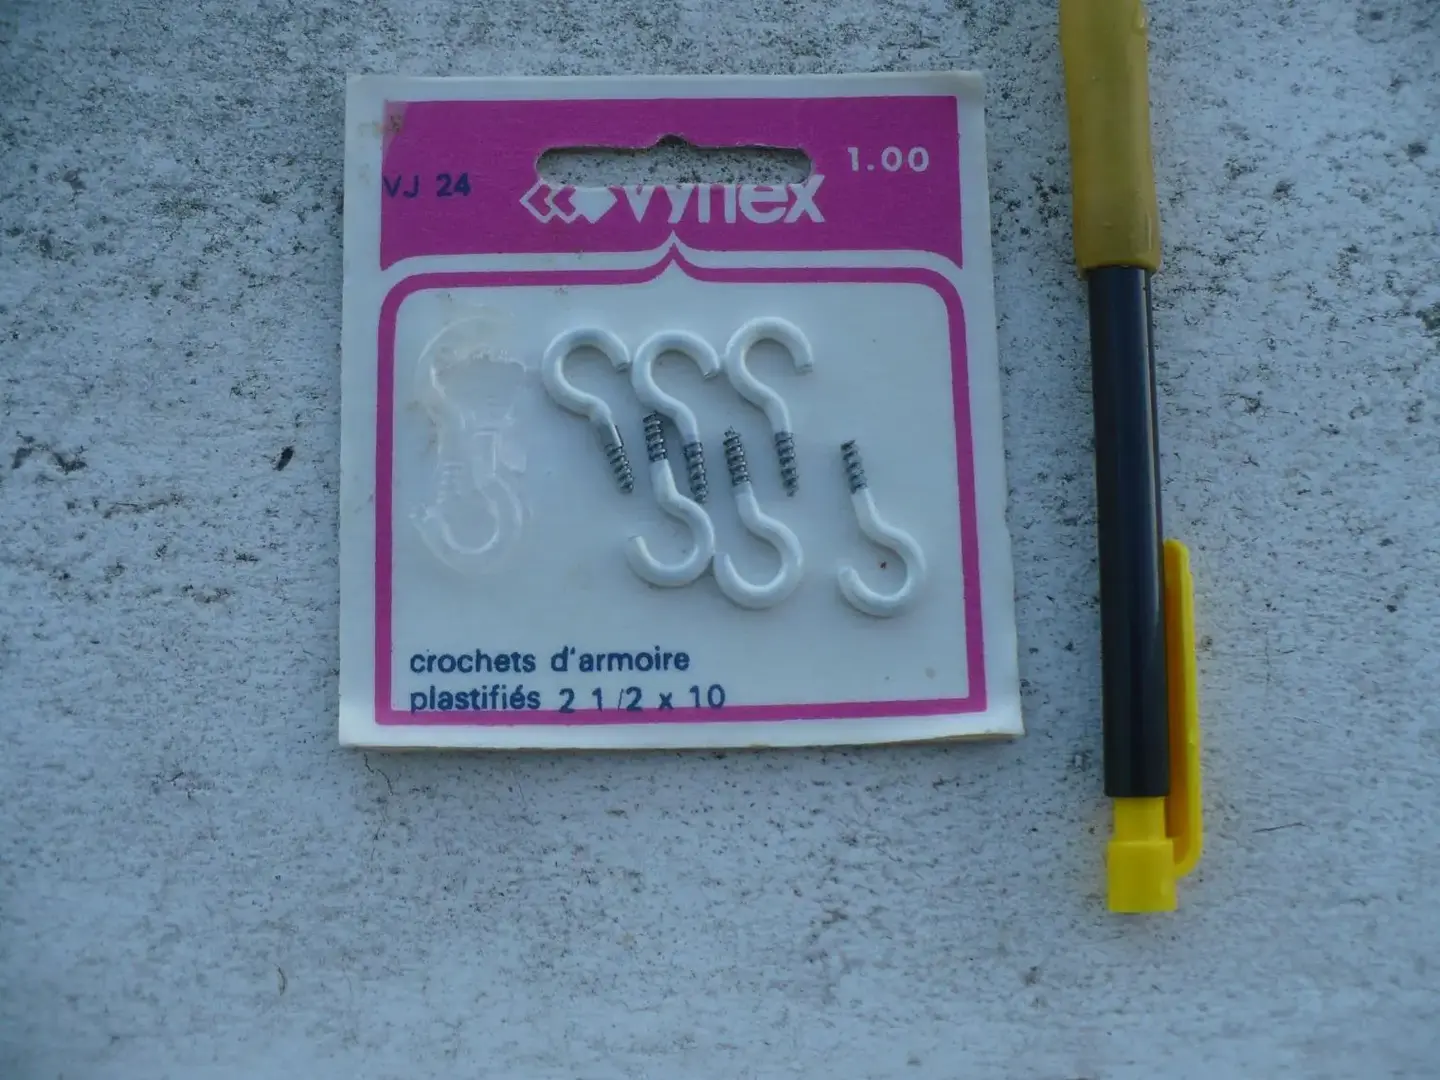 1.00
VJ 24
vynex
crochets d'armoire
plastifiés 2 1/2 x 10